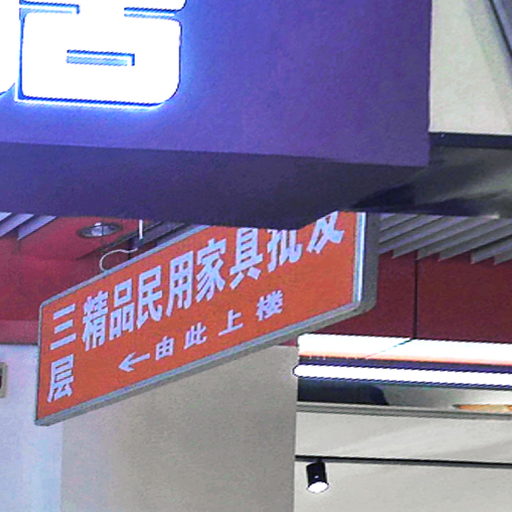 三层 精品民用家具批发
←由此上楼